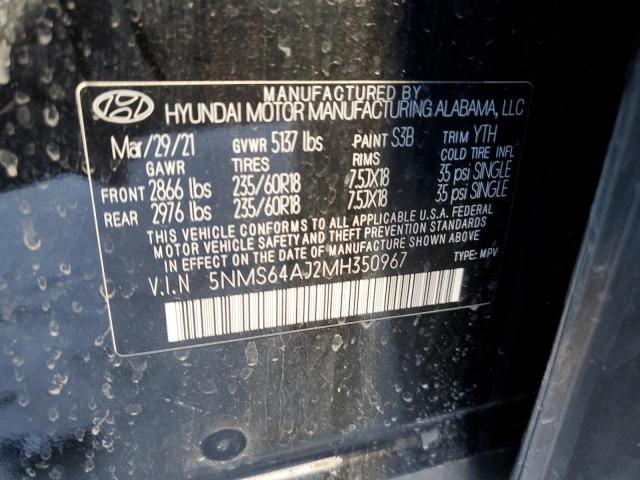 MANUFACTURED BY
HYUNDAI MOTOR MANUFACTURING ALABAMA, LLC
Mar/29/21 GVWR 5137 lbs PAINT S3B TRIM YTH
GAWR TIRES RIMS COLD TIRE INFL
FRONT 2866 lbs 235/60R18 7.5JX18 35 psi SINGLE
REAR 2976 lbs 235/60R18 7.5JX18 35 psi SINGLE
THIS VEHICLE CONFORMS TO ALL APPLICABLE U.S.A. FEDERAL
MOTOR VEHICLE SAFETY AND THEFT PREVENTION STANDARDS
IN EFFECT ON THE DATE OF MANUFACTURE SHOWN ABOVE.
V.I.N 5NMS64AJ2MH350967 TYPE: MPV